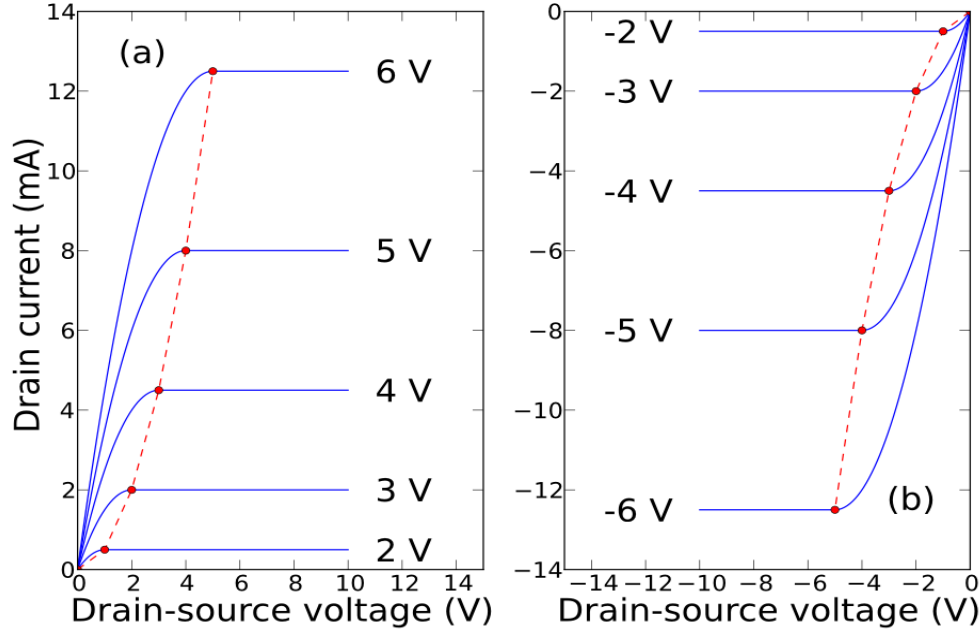 (a)
14
12
10
8
6
4
2
0
0 2 4 6 8 10 12 14
6 V
5 V
4 V
3 V
2 V
Drain current (mA)
Drain-source voltage (V)
0
−2
−4
−6
−8
−10
−12
−14
−14 −12 −10 −8 −6 −4 −2 0
-2 V
-3 V
-4 V
-5 V
-6 V
(b)
Drain-source voltage (V)